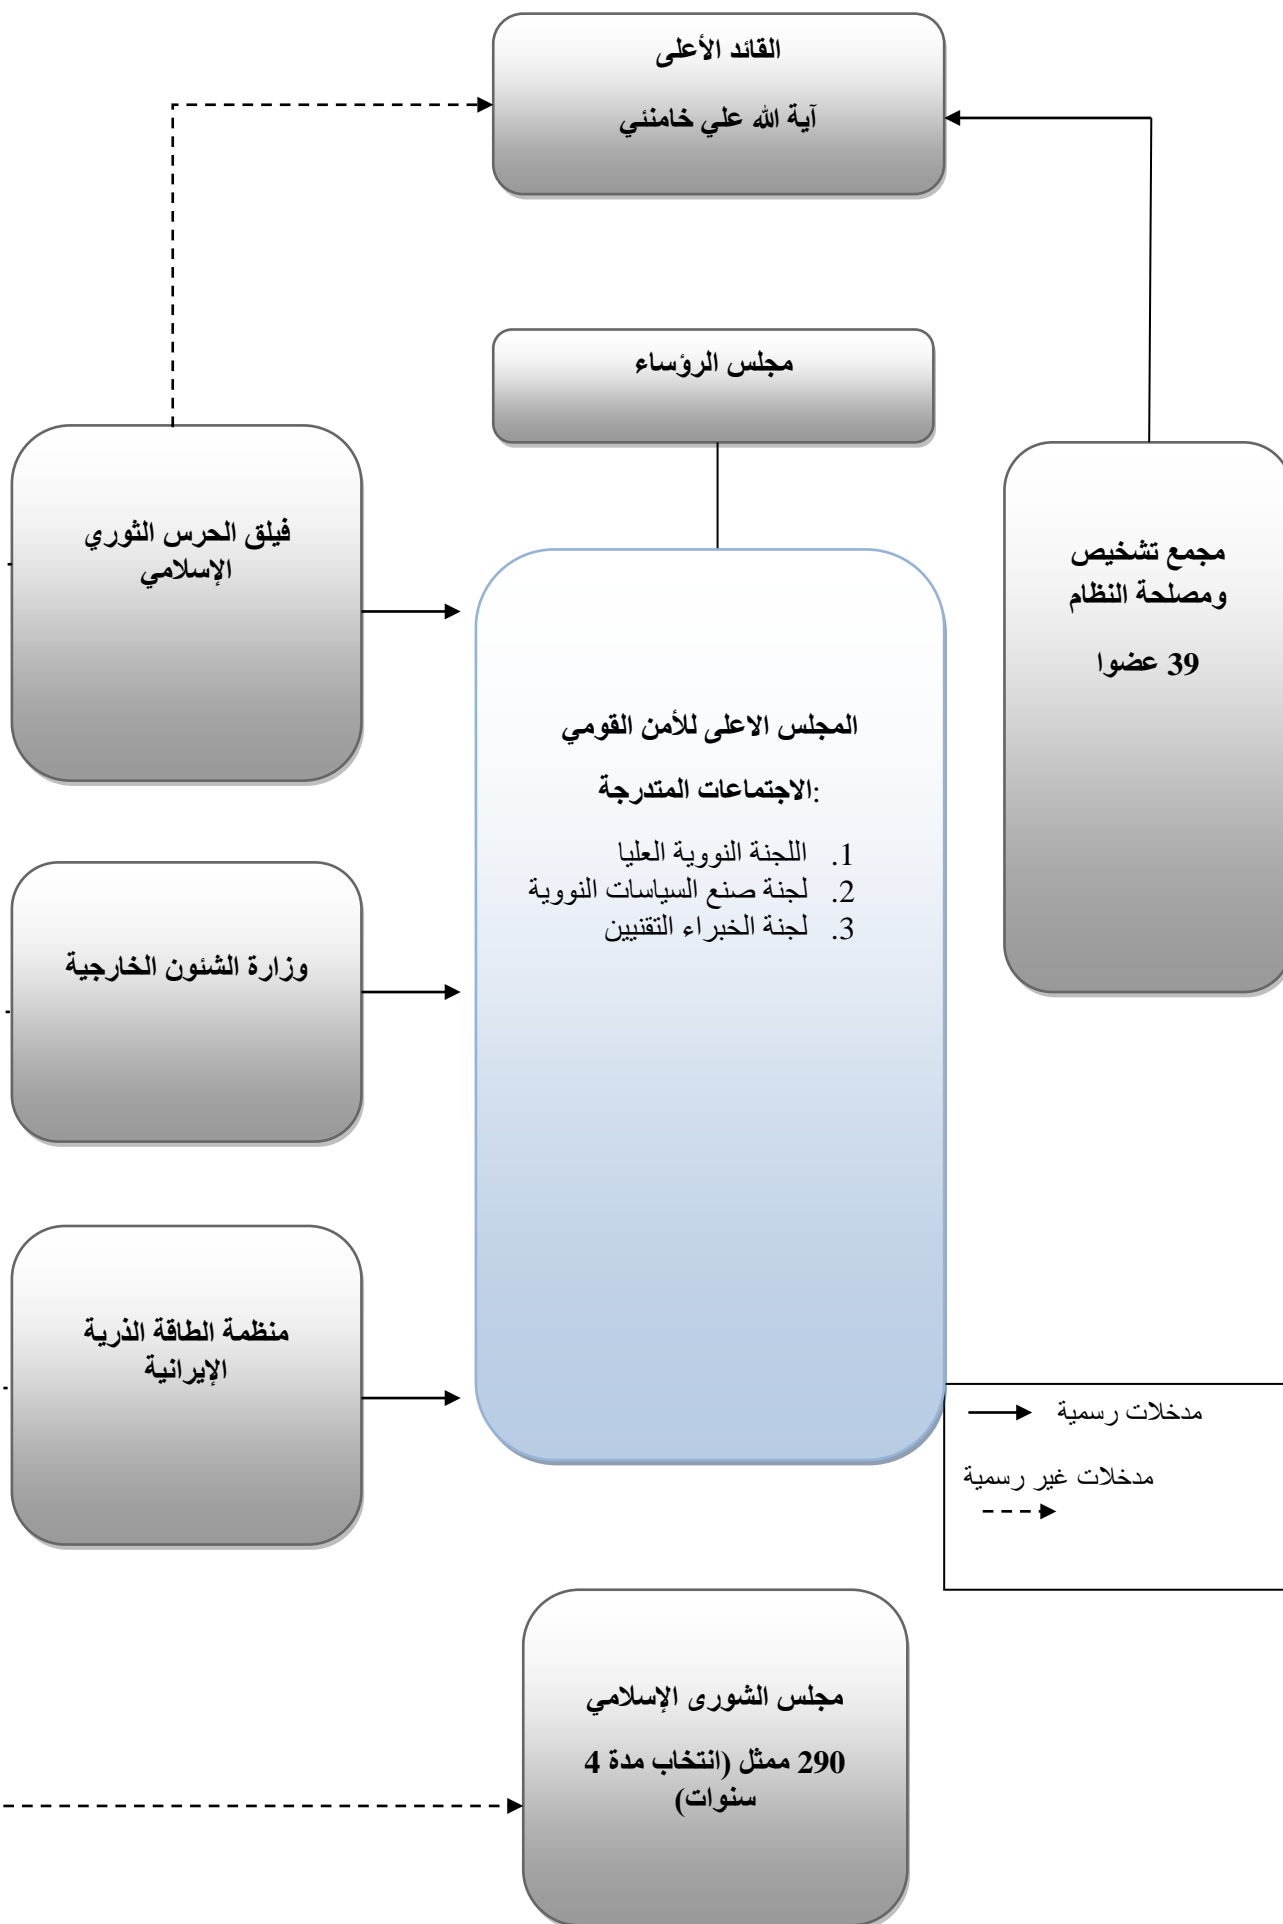 القائد الأعلى
آية الله علي خامنئي
مجلس الرؤساء
فيلق الحرس الثوري
الإسلامي
مجمع تشخيص
ومصلحة النظام
39 عضوا
المجلس الاعلى للأمن القومي
الاجتماعات المتدرجة:
1. اللجنة النووية العليا
2. لجنة صنع السياسات النووية
3. لجنة الخبراء التقنيين
وزارة الشئون الخارجية
منظمة الطاقة الذرية
الإيرانية
مدخلات رسمية
مدخلات غير رسمية
مجلس الشورى الإسلامي
290 ممثل (انتخاب مدة 4
سنوات)